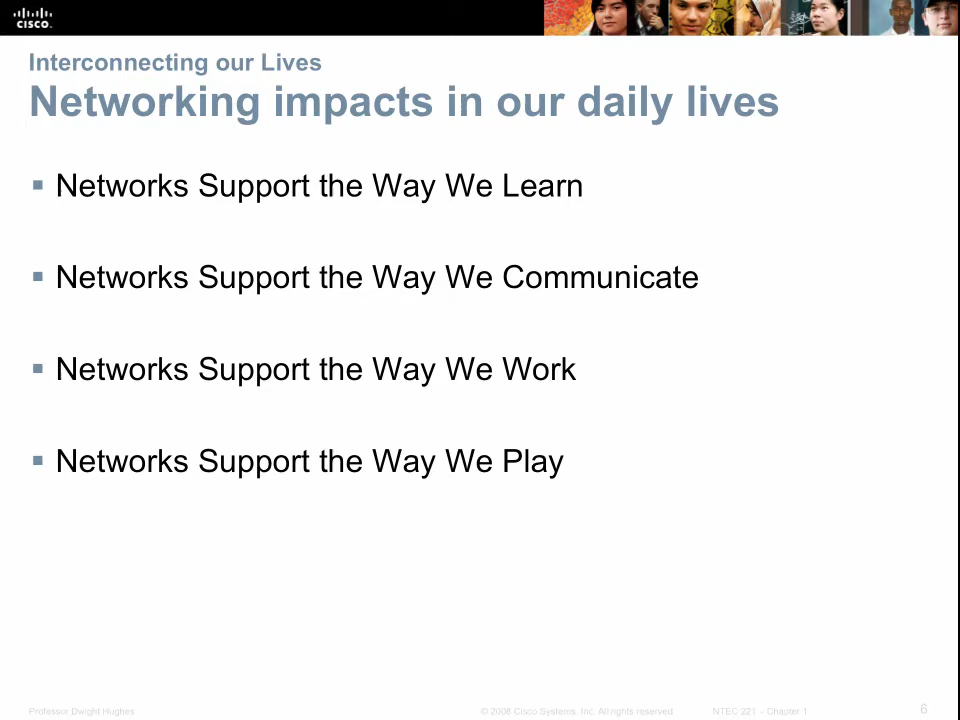 CISCO.
Interconnecting our Lives
Networking impacts in our daily lives
Networks Support the Way We Learn
Networks Support the Way We Communicate
Networks Support the Way We Work
Networks Support the Way We Play
Professor Dwight Hughes © 2008 Cisco Systems, Inc. All rights reserved NTEC 221 - Chapter 1 6